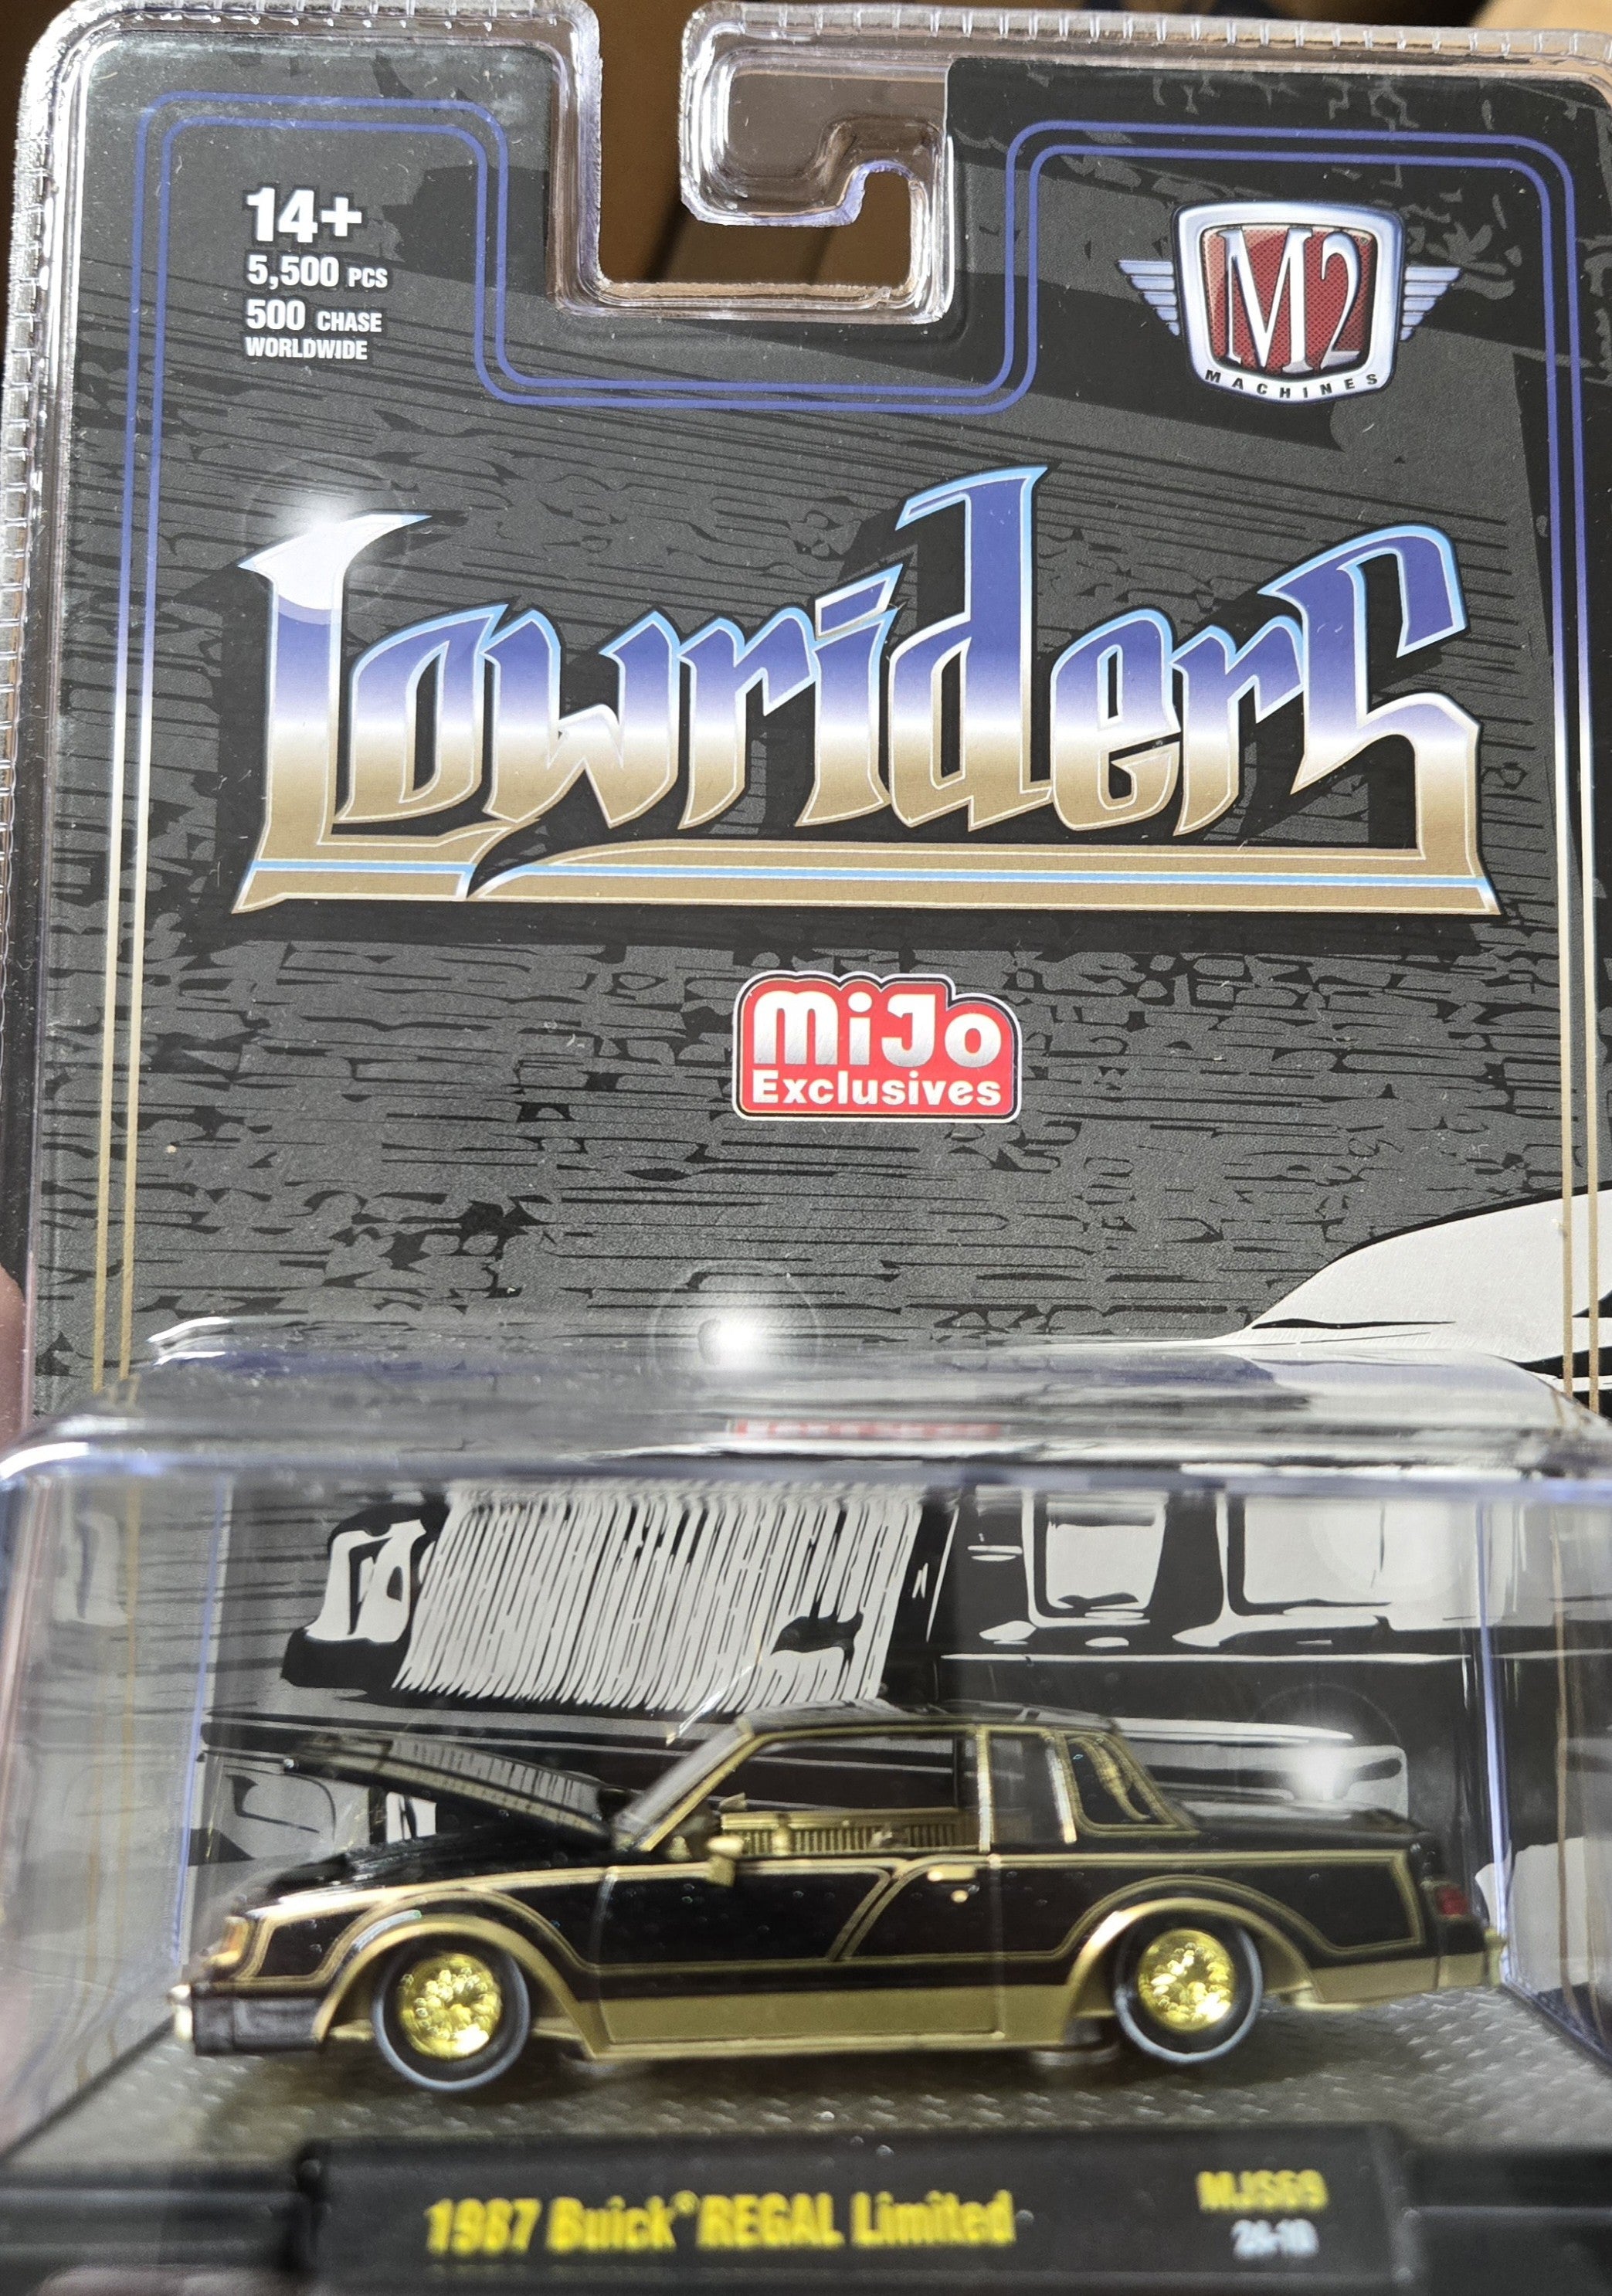 14+
5,500 PCS
500 CHASE
WORLDWIDE
M2
MACHINES
Lowriders
MiJo
Exclusives
1987 Buick® REGAL Limited
MJS69